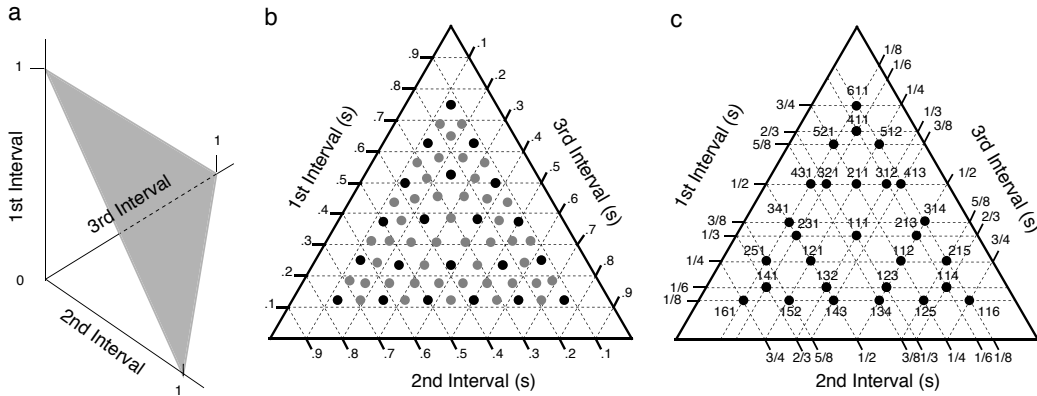 a
1
1st Interval
3rd Interval
1
0
2nd Interval
1
b
.9
.8
.7
.6
.5
.4
.3
.2
.1
1st Interval (s)
.1
.2
.3
.4
.5
.6
.7
.8
.9
3rd Interval (s)
.9 .8 .7 .6 .5 .4 .3 .2 .1
2nd Interval (s)
c
3/4
2/3
5/8
1/2
3/8
1/3
1/4
1/6
1/8
1st Interval (s)
1/8
1/6
1/4
1/3
3/8
1/2
5/8
2/3
3/4
3rd Interval (s)
611
411
521 512
431 321 211 312 413
341 314
231 111 213
251 121 112 215
141 132 123 114
161 152 143 134 125 116
3/4 2/3 5/8 1/2 3/8 1/3 1/4 1/6 1/8
2nd Interval (s)